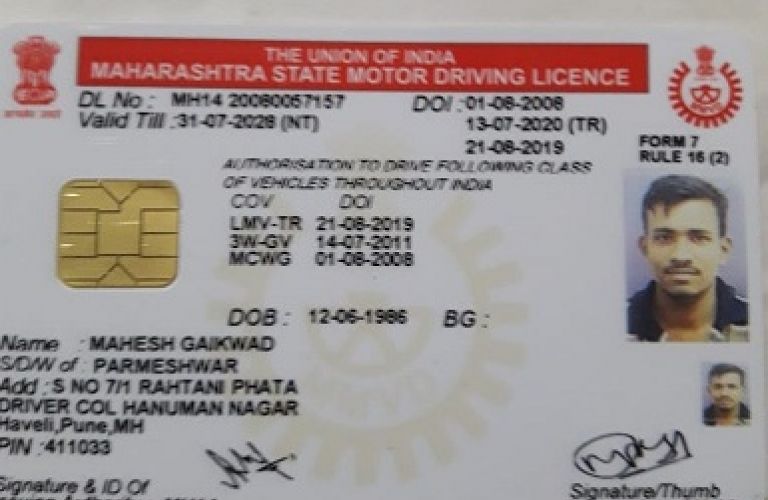 THE UNION OF INDIA
MAHARASHTRA STATE MOTOR DRIVING LICENCE
DL No : MH14 20080057157 DOI : 01-08-2008
Valid Till : 31-07-2028 (NT) 13-07-2020 (TR)
21-08-2019
FORM 7
RULE 16 (2)
AUTHORISATION TO DRIVE FOLLOWING CLASS
OF VEHICLES THROUGHOUT INDIA
COV DOI
LMV-TR 21-08-2019
3W-GV 14-07-2011
MCWG 01-08-2008
DOB : 12-06-1986 BG :
Name : MAHESH GAIKWAD
S/D/W of : PARMESHWAR
Add : S NO 7/1 RAHTANI PHATA
DRIVER COL HANUMAN NAGAR
Haveli,Pune,MH
PIN : 411033
Signature & ID Of
Signature/Thumb